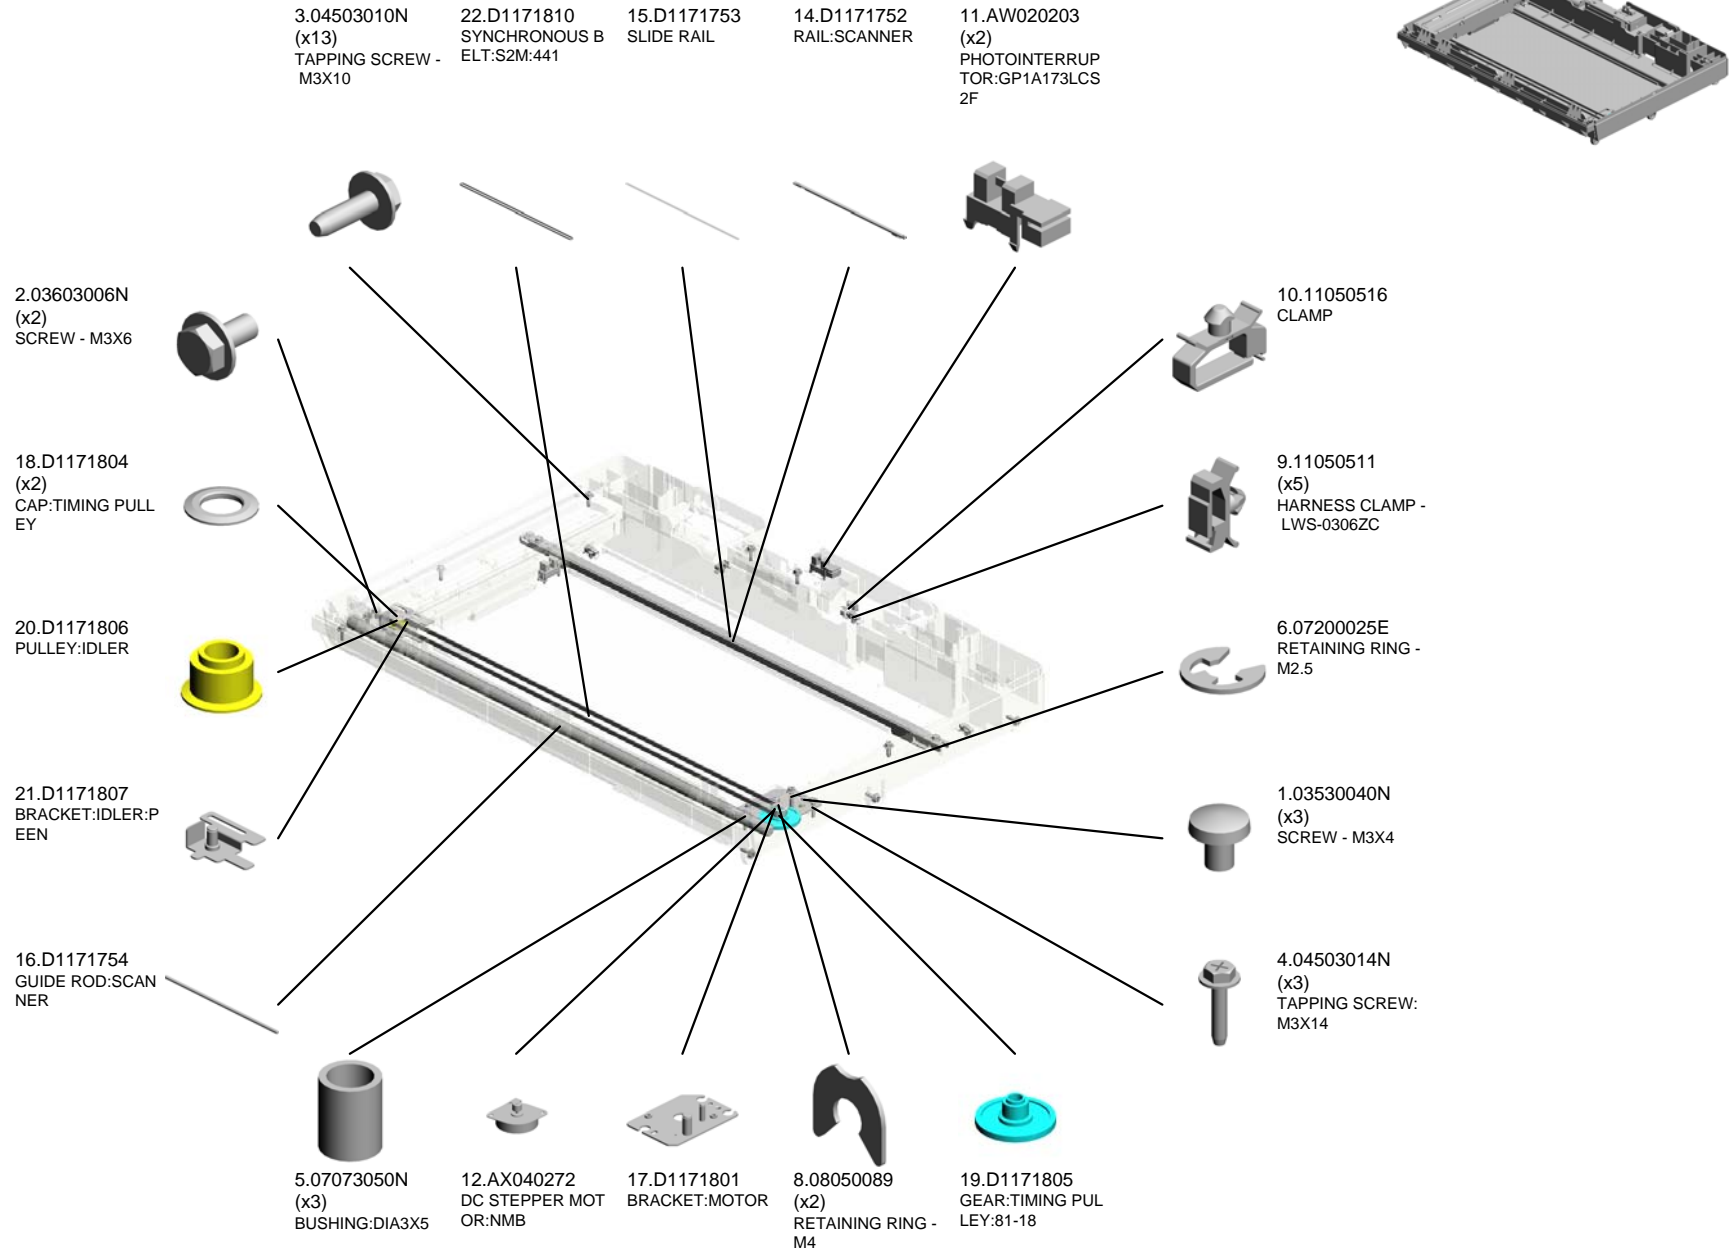 3.04503010N
(x13)
TAPPING SCREW -
M3X10
22.D1171810
SYNCHRONOUS B
ELT:S2M:441
15.D1171753
SLIDE RAIL
14.D1171752
RAIL:SCANNER
11.AW020203
(x2)
PHOTOINTERRUP
TOR:GP1A173LCS
2F
2.03603006N
(x2)
SCREW - M3X6
10.11050516
CLAMP
18.D1171804
(x2)
CAP:TIMING PULL
EY
9.11050511
(x5)
HARNESS CLAMP -
LWS-0306ZC
20.D1171806
PULLEY:IDLER
6.07200025E
RETAINING RING -
M2.5
21.D1171807
BRACKET:IDLER:P
EEN
1.03530040N
(x3)
SCREW - M3X4
16.D1171754
GUIDE ROD:SCAN
NER
4.04503014N
(x3)
TAPPING SCREW:
M3X14
5.07073050N
(x3)
BUSHING:DIA3X5
12.AX040272
DC STEPPER MOT
OR:NMB
17.D1171801
BRACKET:MOTOR
8.08050089
(x2)
RETAINING RING -
M4
19.D1171805
GEAR:TIMING PUL
LEY:81-18